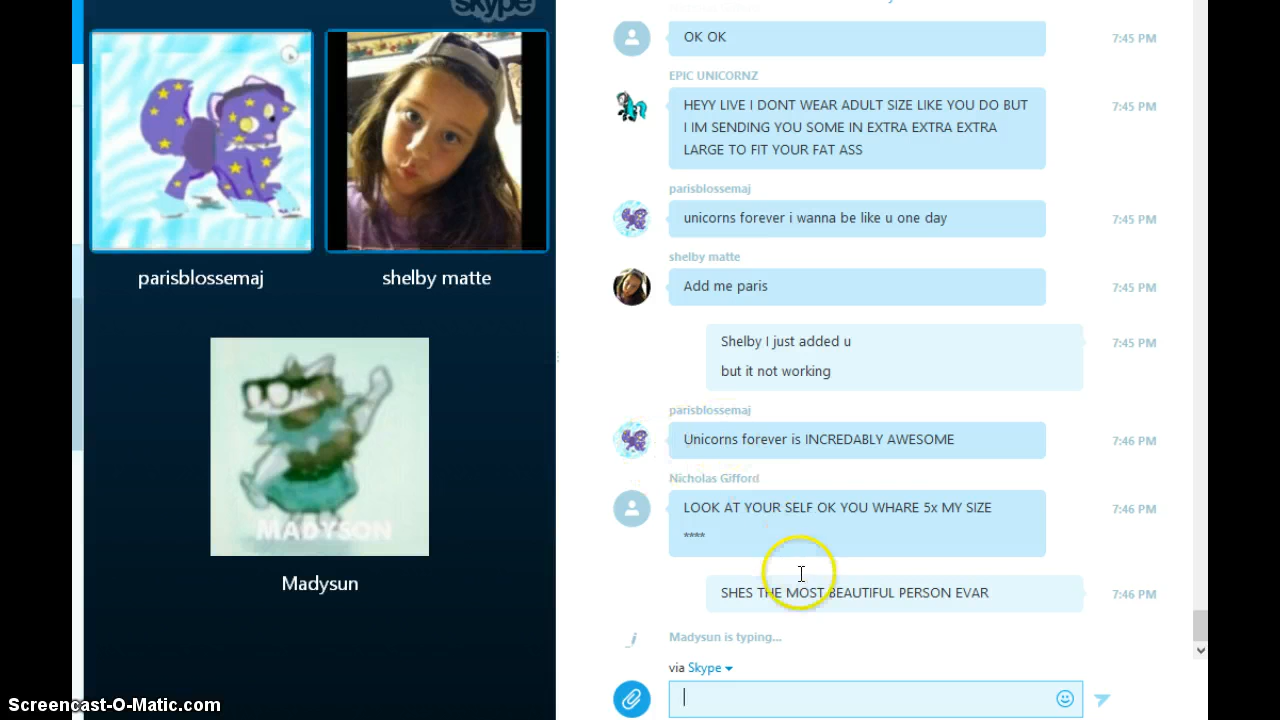 skype
OK OK
7:45 PM
EPIC UNICORNZ
HEYY LIVE I DONT WEAR ADULT SIZE LIKE YOU DO BUT
7:45 PM
I IM SENDING YOU SOME IN EXTRA EXTRA EXTRA
LARGE TO FIT YOUR FAT ASS
parisblossemaj
unicorns forever i wanna be like u one day
7:45 PM
shelby matte
Add me paris
7:45 PM
parisblossemaj
shelby matte
Shelby I just added u
7:45 PM
but it not working
parisblossemaj
Unicorns forever is INCREDABLY AWESOME
7:46 PM
Nicholas Gifford
LOOK AT YOUR SELF OK YOU WHARE 5x MY SIZE
7:46 PM
****
MADYSON
Madysun
SHES THE MOST BEAUTIFUL PERSON EVAR
7:46 PM
Madysun is typing...
via Skype
Screencast-O-Matic.com